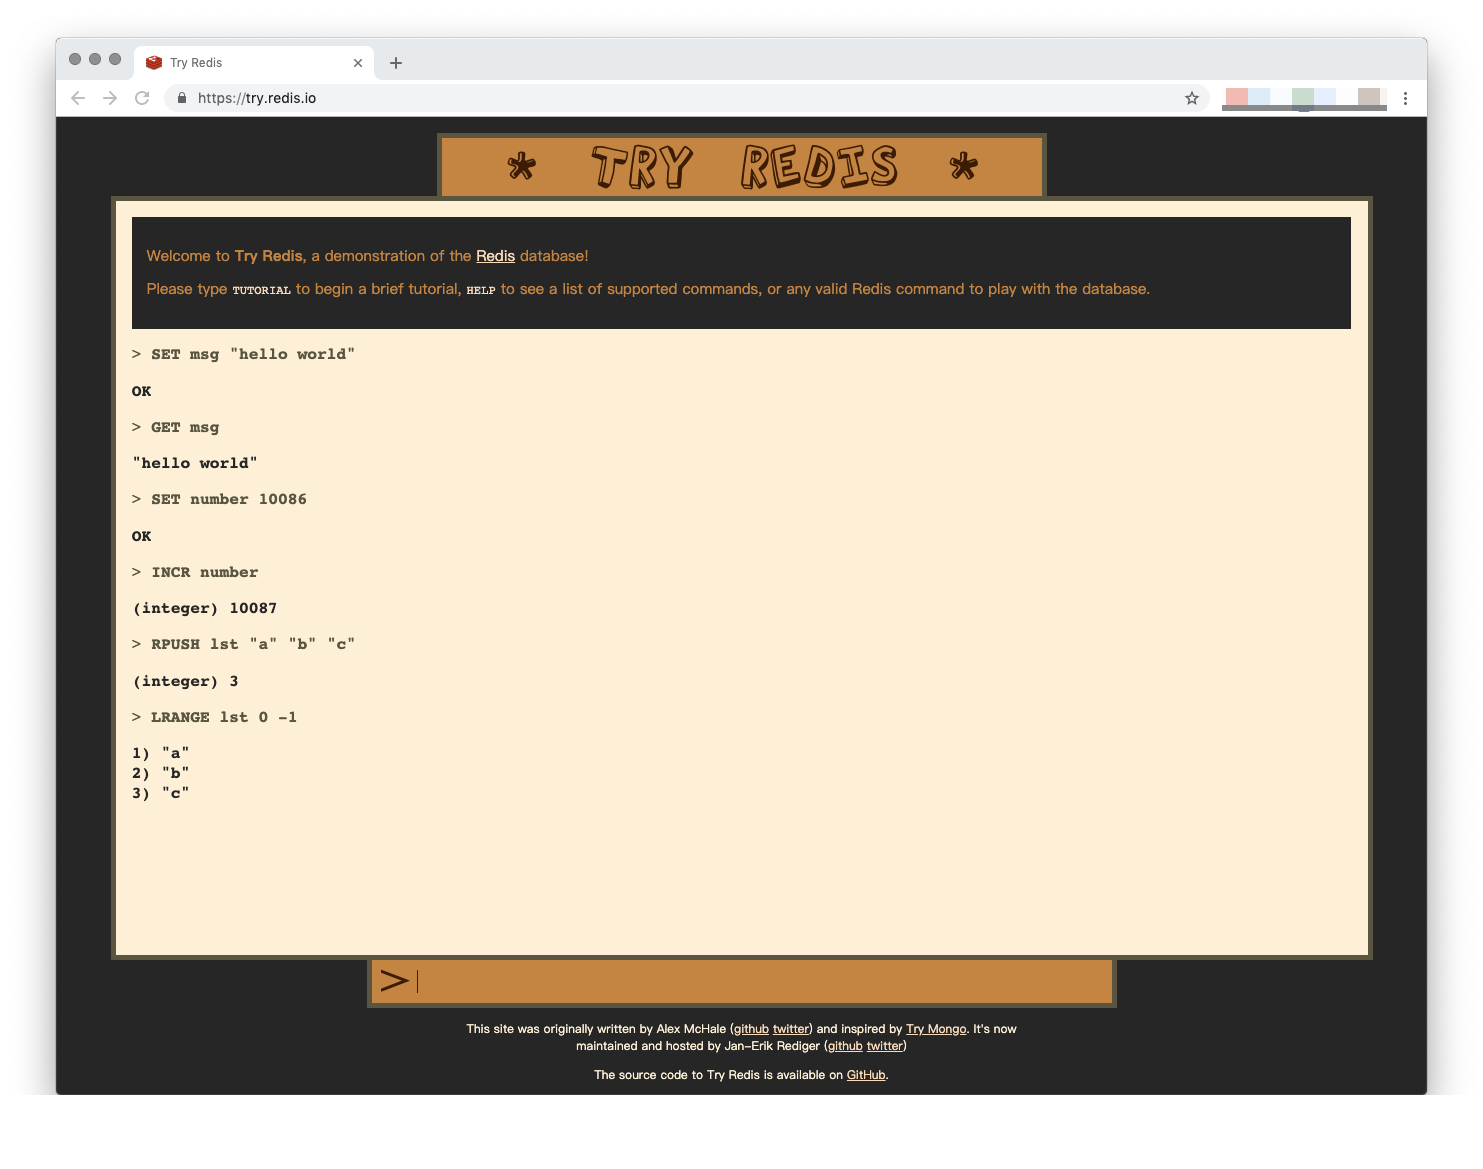 Try Redis
https://try.redis.io
* TRY REDIS *
Welcome to Try Redis, a demonstration of the Redis database!
Please type TUTORIAL to begin a brief tutorial, HELP to see a list of supported commands, or any valid Redis command to play with the database.
> SET msg "hello world"
OK
> GET msg
"hello world"
> SET number 10086
OK
> INCR number
(integer) 10087
> RPUSH lst "a" "b" "c"
(integer) 3
> LRANGE lst 0 -1
1) "a"
2) "b"
3) "c"
>
This site was originally written by Alex McHale (github twitter) and inspired by Try Mongo. It's now
maintained and hosted by Jan-Erik Rediger (github twitter)
The source code to Try Redis is available on GitHub.